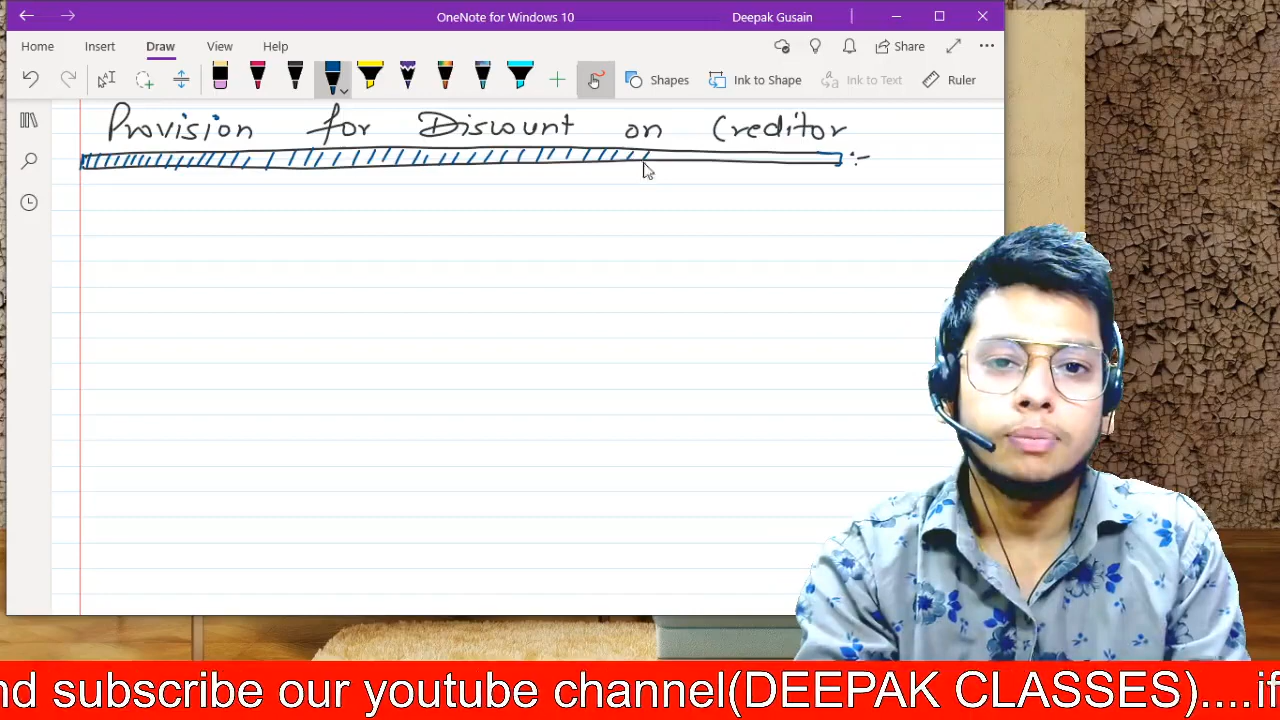 OneNote for Windows 10
Deepak Gusain
Home Insert Draw View Help
Share
Shapes Ink to Shape Ink to Text Ruler
Provision for Discount on Creditor :-
nd subscribe our youtube channel(DEEPAK CLASSES)....if